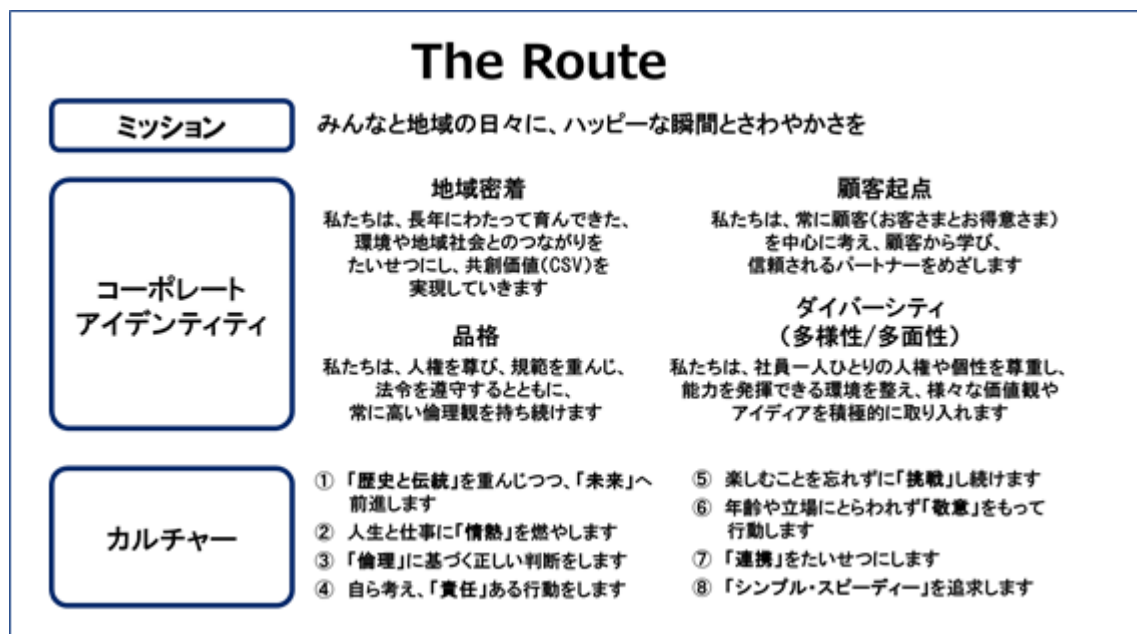 The Route
ミッション
みんなと地域の日々に、ハッピーな瞬間とさわやかさを
コーポレート
アイデンティティ
地域密着
私たちは、長年にわたって育んできた、
環境や地域社会とのつながりを
たいせつにし、共創価値(CSV)を
実現していきます
顧客起点
私たちは、常に顧客(お客さまとお得意さま)
を中心に考え、顧客から学び、
信頼されるパートナーをめざします
品格
私たちは、人権を尊び、規範を重んじ、
法令を遵守するとともに、
常に高い倫理観を持ち続けます
ダイバーシティ
(多様性/多面性)
私たちは、社員一人ひとりの人権や個性を尊重し、
能力を発揮できる環境を整え、様々な価値観や
アイディアを積極的に取り入れます
カルチャー
① 「歴史と伝統」を重んじつつ、「未来」へ
前進します
② 人生と仕事に「情熱」を燃やします
③ 「倫理」に基づく正しい判断をします
④ 自ら考え、「責任」ある行動をします
⑤ 楽しむことを忘れずに「挑戦」し続けます
⑥ 年齢や立場にとらわれず「敬意」をもって
行動します
⑦ 「連携」をたいせつにします
⑧ 「シンプル・スピーディー」を追求します